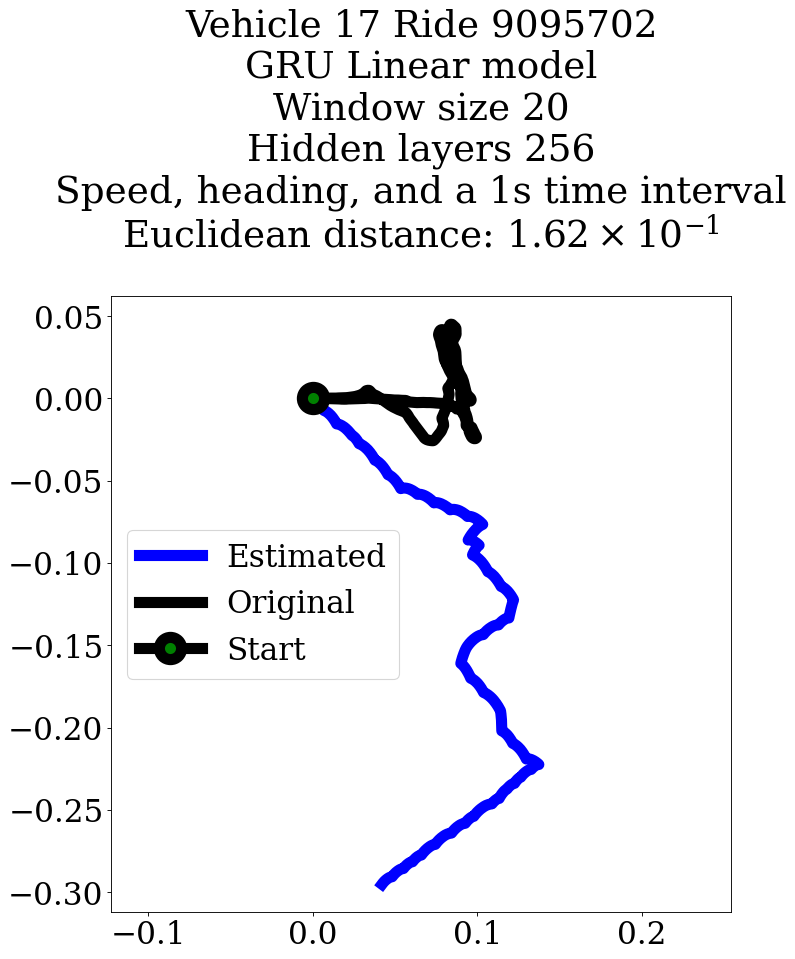 Vehicle 17 Ride 9095702
GRU Linear model
Window size 20
Hidden layers 256
Speed, heading, and a 1s time interval
Euclidean distance: 1.62 × 10⁻¹
0.05
0.00
−0.05
−0.10
−0.15
−0.20
−0.25
−0.30
Estimated
Original
Start
−0.1
0.0
0.1
0.2